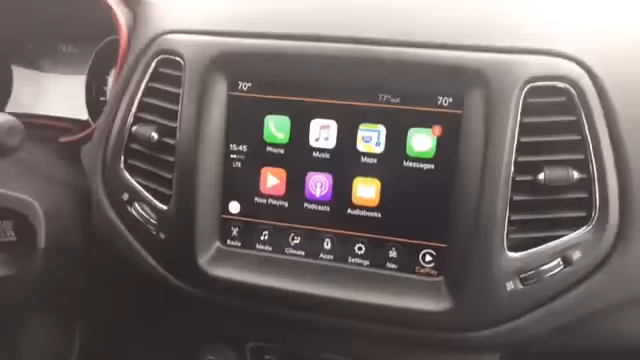 70°
77° out
70°
15:45
LTE
Phone
Music
Maps
Messages
1
Now Playing
Podcasts
Audiobooks
Radio
Media
Climate
Apps
Settings
Nav
CarPlay